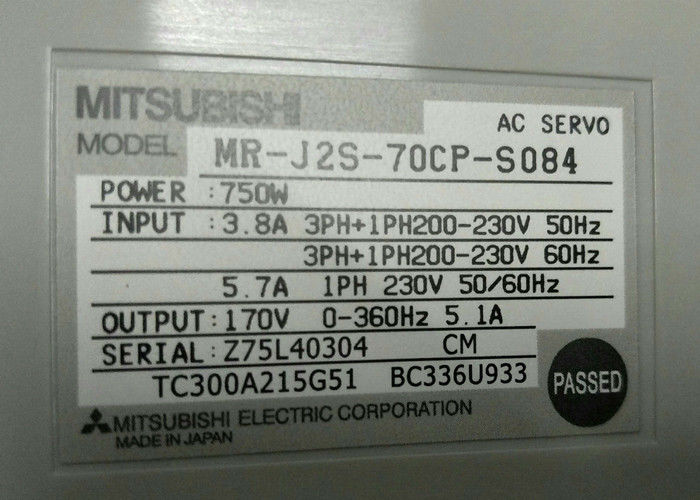 MITSUBISHI
AC SERVO
MODEL MR-J2S-70CP-S084
POWER :750W
INPUT :3.8A 3PH+1PH200-230V 50Hz
3PH+1PH200-230V 60Hz
5.7A 1PH 230V 50/60Hz
OUTPUT:170V 0-360Hz 5.1A
SERIAL:Z75L40304 CM
TC300A215G51 BC336U933
PASSED
MITSUBISHI ELECTRIC CORPORATION
MADE IN JAPAN